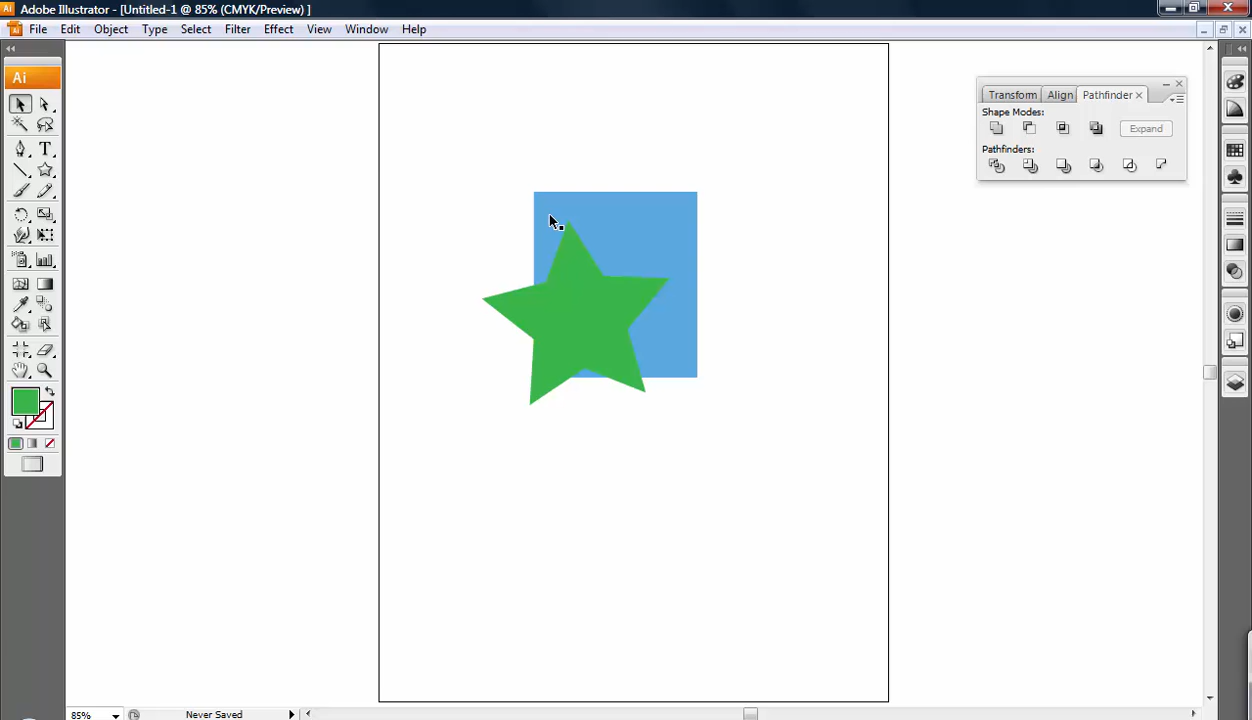 Ai Adobe Illustrator - [Untitled-1 @ 85% (CMYK/Preview) ]
File Edit Object Type Select Filter Effect View Window Help
Ai
Transform Align Pathfinder
Shape Modes:
Expand
Pathfinders:
T
85% Never Saved